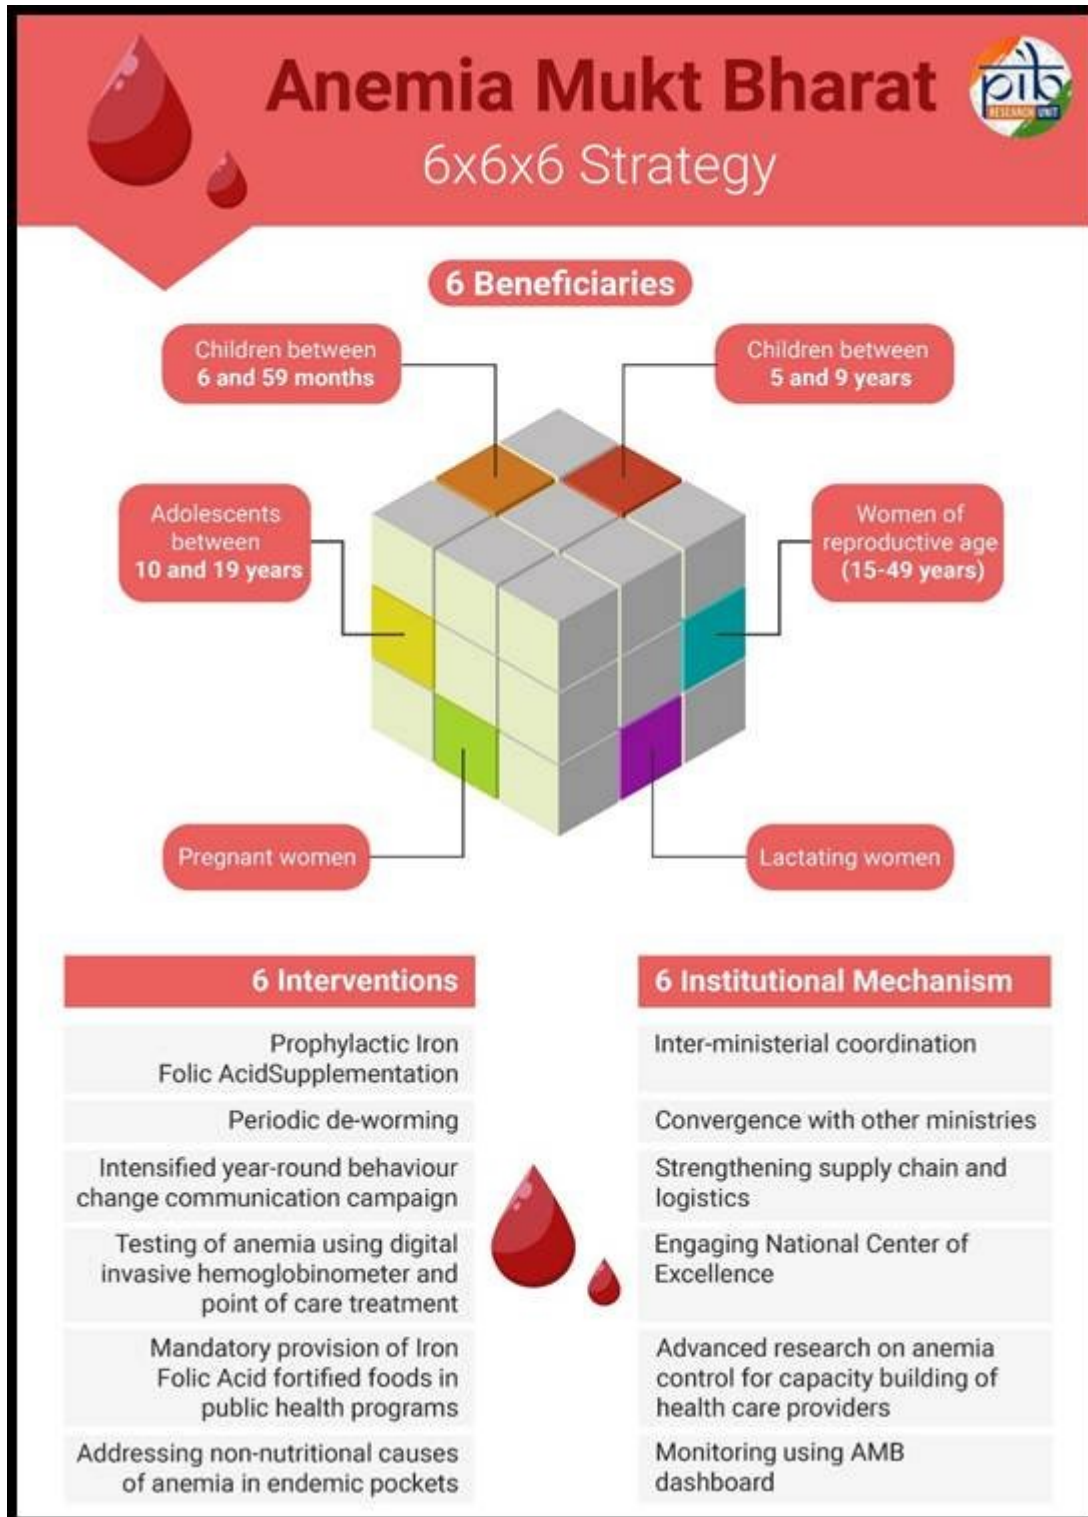 Anemia Mukt Bharat
pib
RESEARCH UNIT
6x6x6 Strategy
6 Beneficiaries
Children between
6 and 59 months
Children between
5 and 9 years
Adolescents
between
10 and 19 years
Women of
reproductive age
(15-49 years)
Pregnant women
Lactating women
6 Interventions
Prophylactic Iron
Folic AcidSupplementation
Periodic de-worming
Intensified year-round behaviour
change communication campaign
Testing of anemia using digital
invasive hemoglobinometer and
point of care treatment
Mandatory provision of Iron
Folic Acid fortified foods in
public health programs
Addressing non-nutritional causes
of anemia in endemic pockets
6 Institutional Mechanism
Inter-ministerial coordination
Convergence with other ministries
Strengthening supply chain and
logistics
Engaging National Center of
Excellence
Advanced research on anemia
control for capacity building of
health care providers
Monitoring using AMB
dashboard